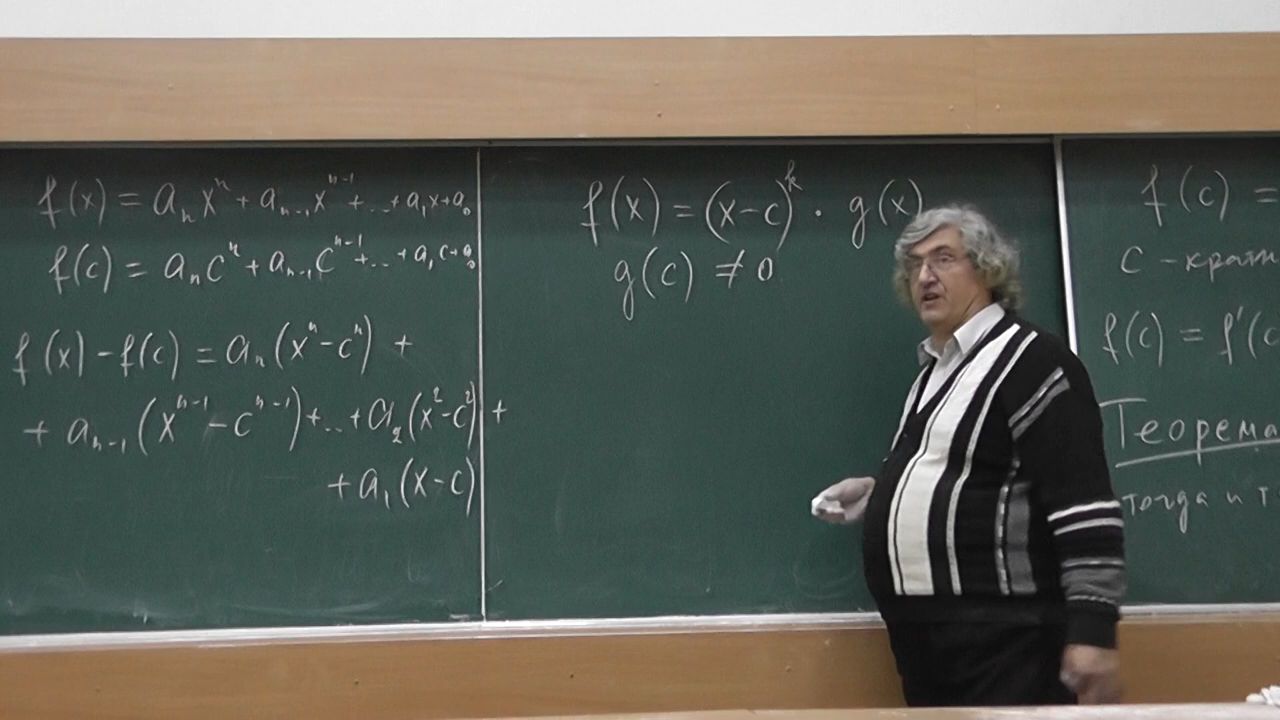 f(x) = aₙxⁿ + aₙ₋₁xⁿ⁻¹ + ... + a₁x + a₀
f(c) = aₙcⁿ + aₙ₋₁cⁿ⁻¹ + ... + a₁c + a₀
f(x) - f(c) = aₙ(xⁿ - cⁿ) +
+ aₙ₋₁(xⁿ⁻¹ - cⁿ⁻¹) + ... + a₂(x² - c²) +
+ a₁(x - c)
f(x) = (x - c)ᵏ · g(x)
g(c) ≠ 0
f(c) =
c - кратн
f(c) = f'(c
Теорема
тогда и т